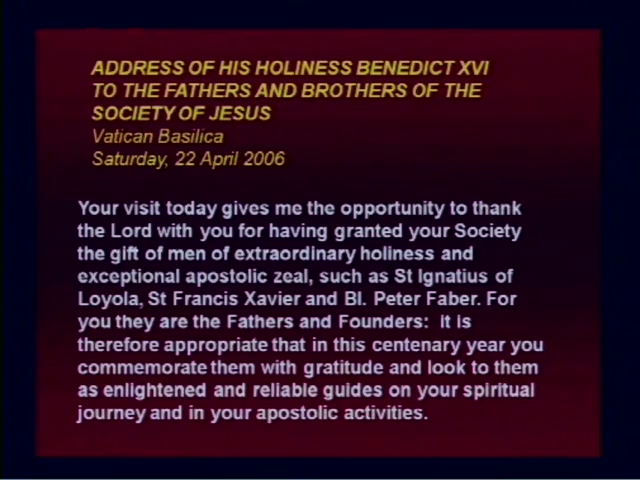 ADDRESS OF HIS HOLINESS BENEDICT XVI
TO THE FATHERS AND BROTHERS OF THE
SOCIETY OF JESUS
Vatican Basilica
Saturday, 22 April 2006
Your visit today gives me the opportunity to thank
the Lord with you for having granted your Society
the gift of men of extraordinary holiness and
exceptional apostolic zeal, such as St Ignatius of
Loyola, St Francis Xavier and Bl. Peter Faber. For
you they are the Fathers and Founders: it is
therefore appropriate that in this centenary year you
commemorate them with gratitude and look to them
as enlightened and reliable guides on your spiritual
journey and in your apostolic activities.